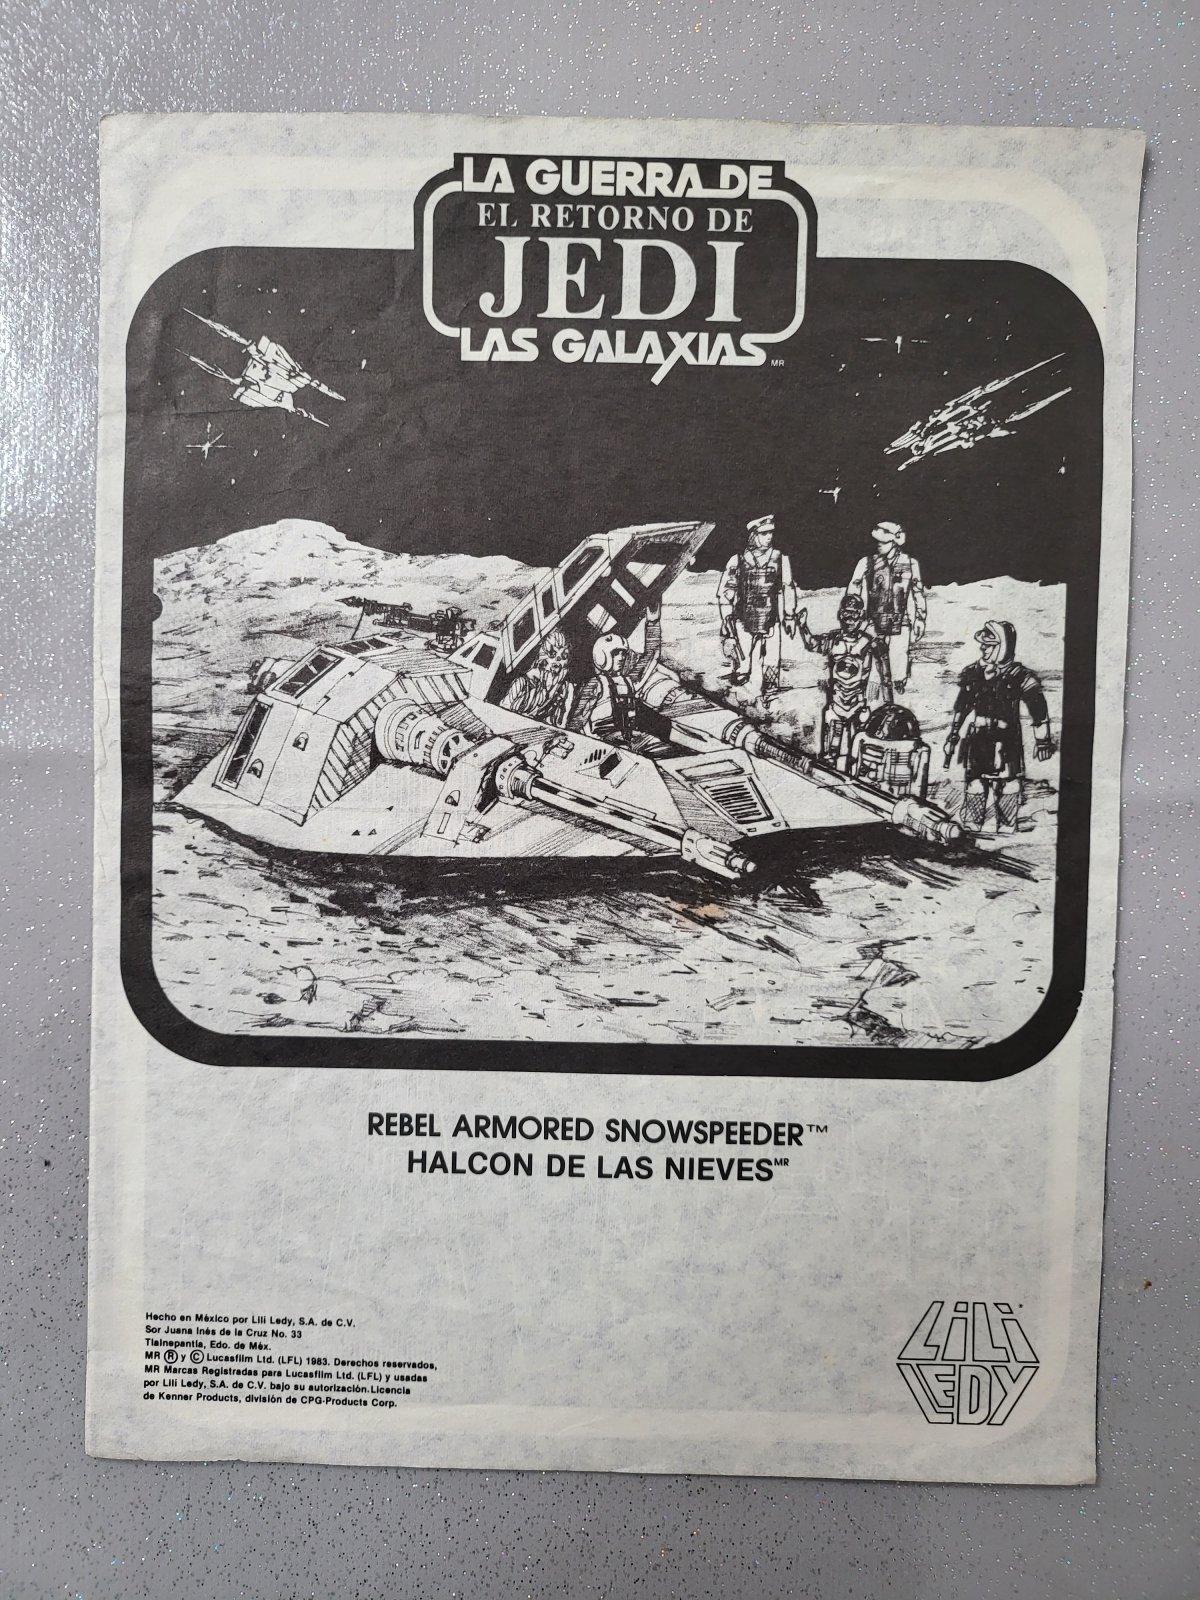 LA GUERRA DE
EL RETORNO DE
JEDI
LAS GALAXIAS MR
REBEL ARMORED SNOWSPEEDER™
HALCON DE LAS NIEVES MR
Hecho en México por Lili Ledy, S.A. de C.V.
Sor Juana Inés de la Cruz No. 33
Tlalnepantla, Edo. de Méx.
MR ® y © Lucasfilm Ltd. (LFL) 1983. Derechos reservados,
MR Marcas Registradas para Lucasfilm Ltd. (LFL) y usadas
por Lili Ledy, S.A. de C.V. bajo su autorización. Licencia
de Kenner Products, división de CPG-Products Corp.
LiLi
LEDY